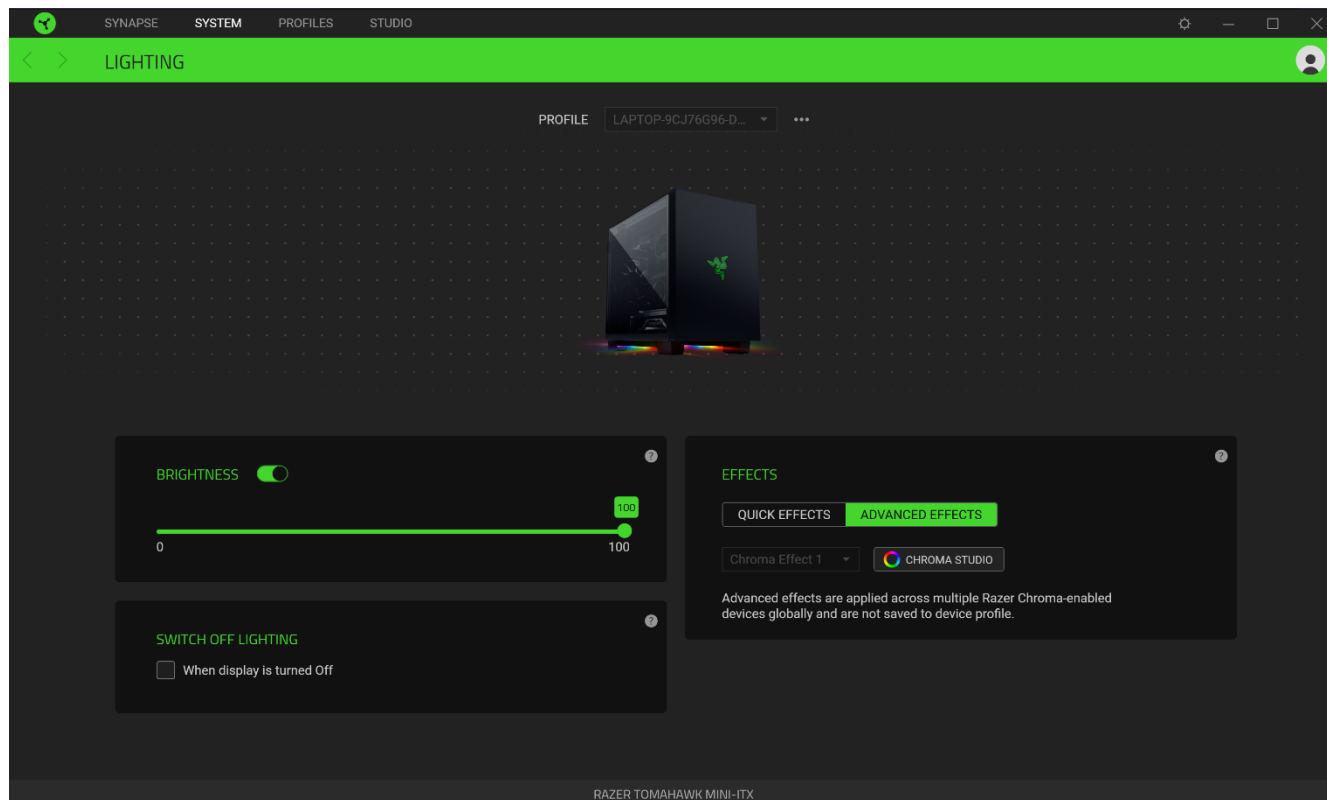 SYNAPSE SYSTEM PROFILES STUDIO
LIGHTING
PROFILE LAPTOP-9CJ76G96-D...
BRIGHTNESS
100
0 100
SWITCH OFF LIGHTING
When display is turned Off
EFFECTS
QUICK EFFECTS ADVANCED EFFECTS
Chroma Effect 1 CHROMA STUDIO
Advanced effects are applied across multiple Razer Chroma-enabled
devices globally and are not saved to device profile.
RAZER TOMAHAWK MINI-ITX